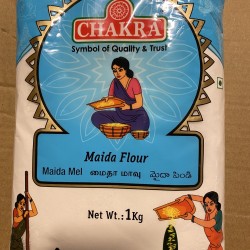 CHAKRA
Symbol of Quality & Trust
Maida Flour
Maida Mel மைதா மாவு మైదా పిండి
Net Wt.: 1Kg